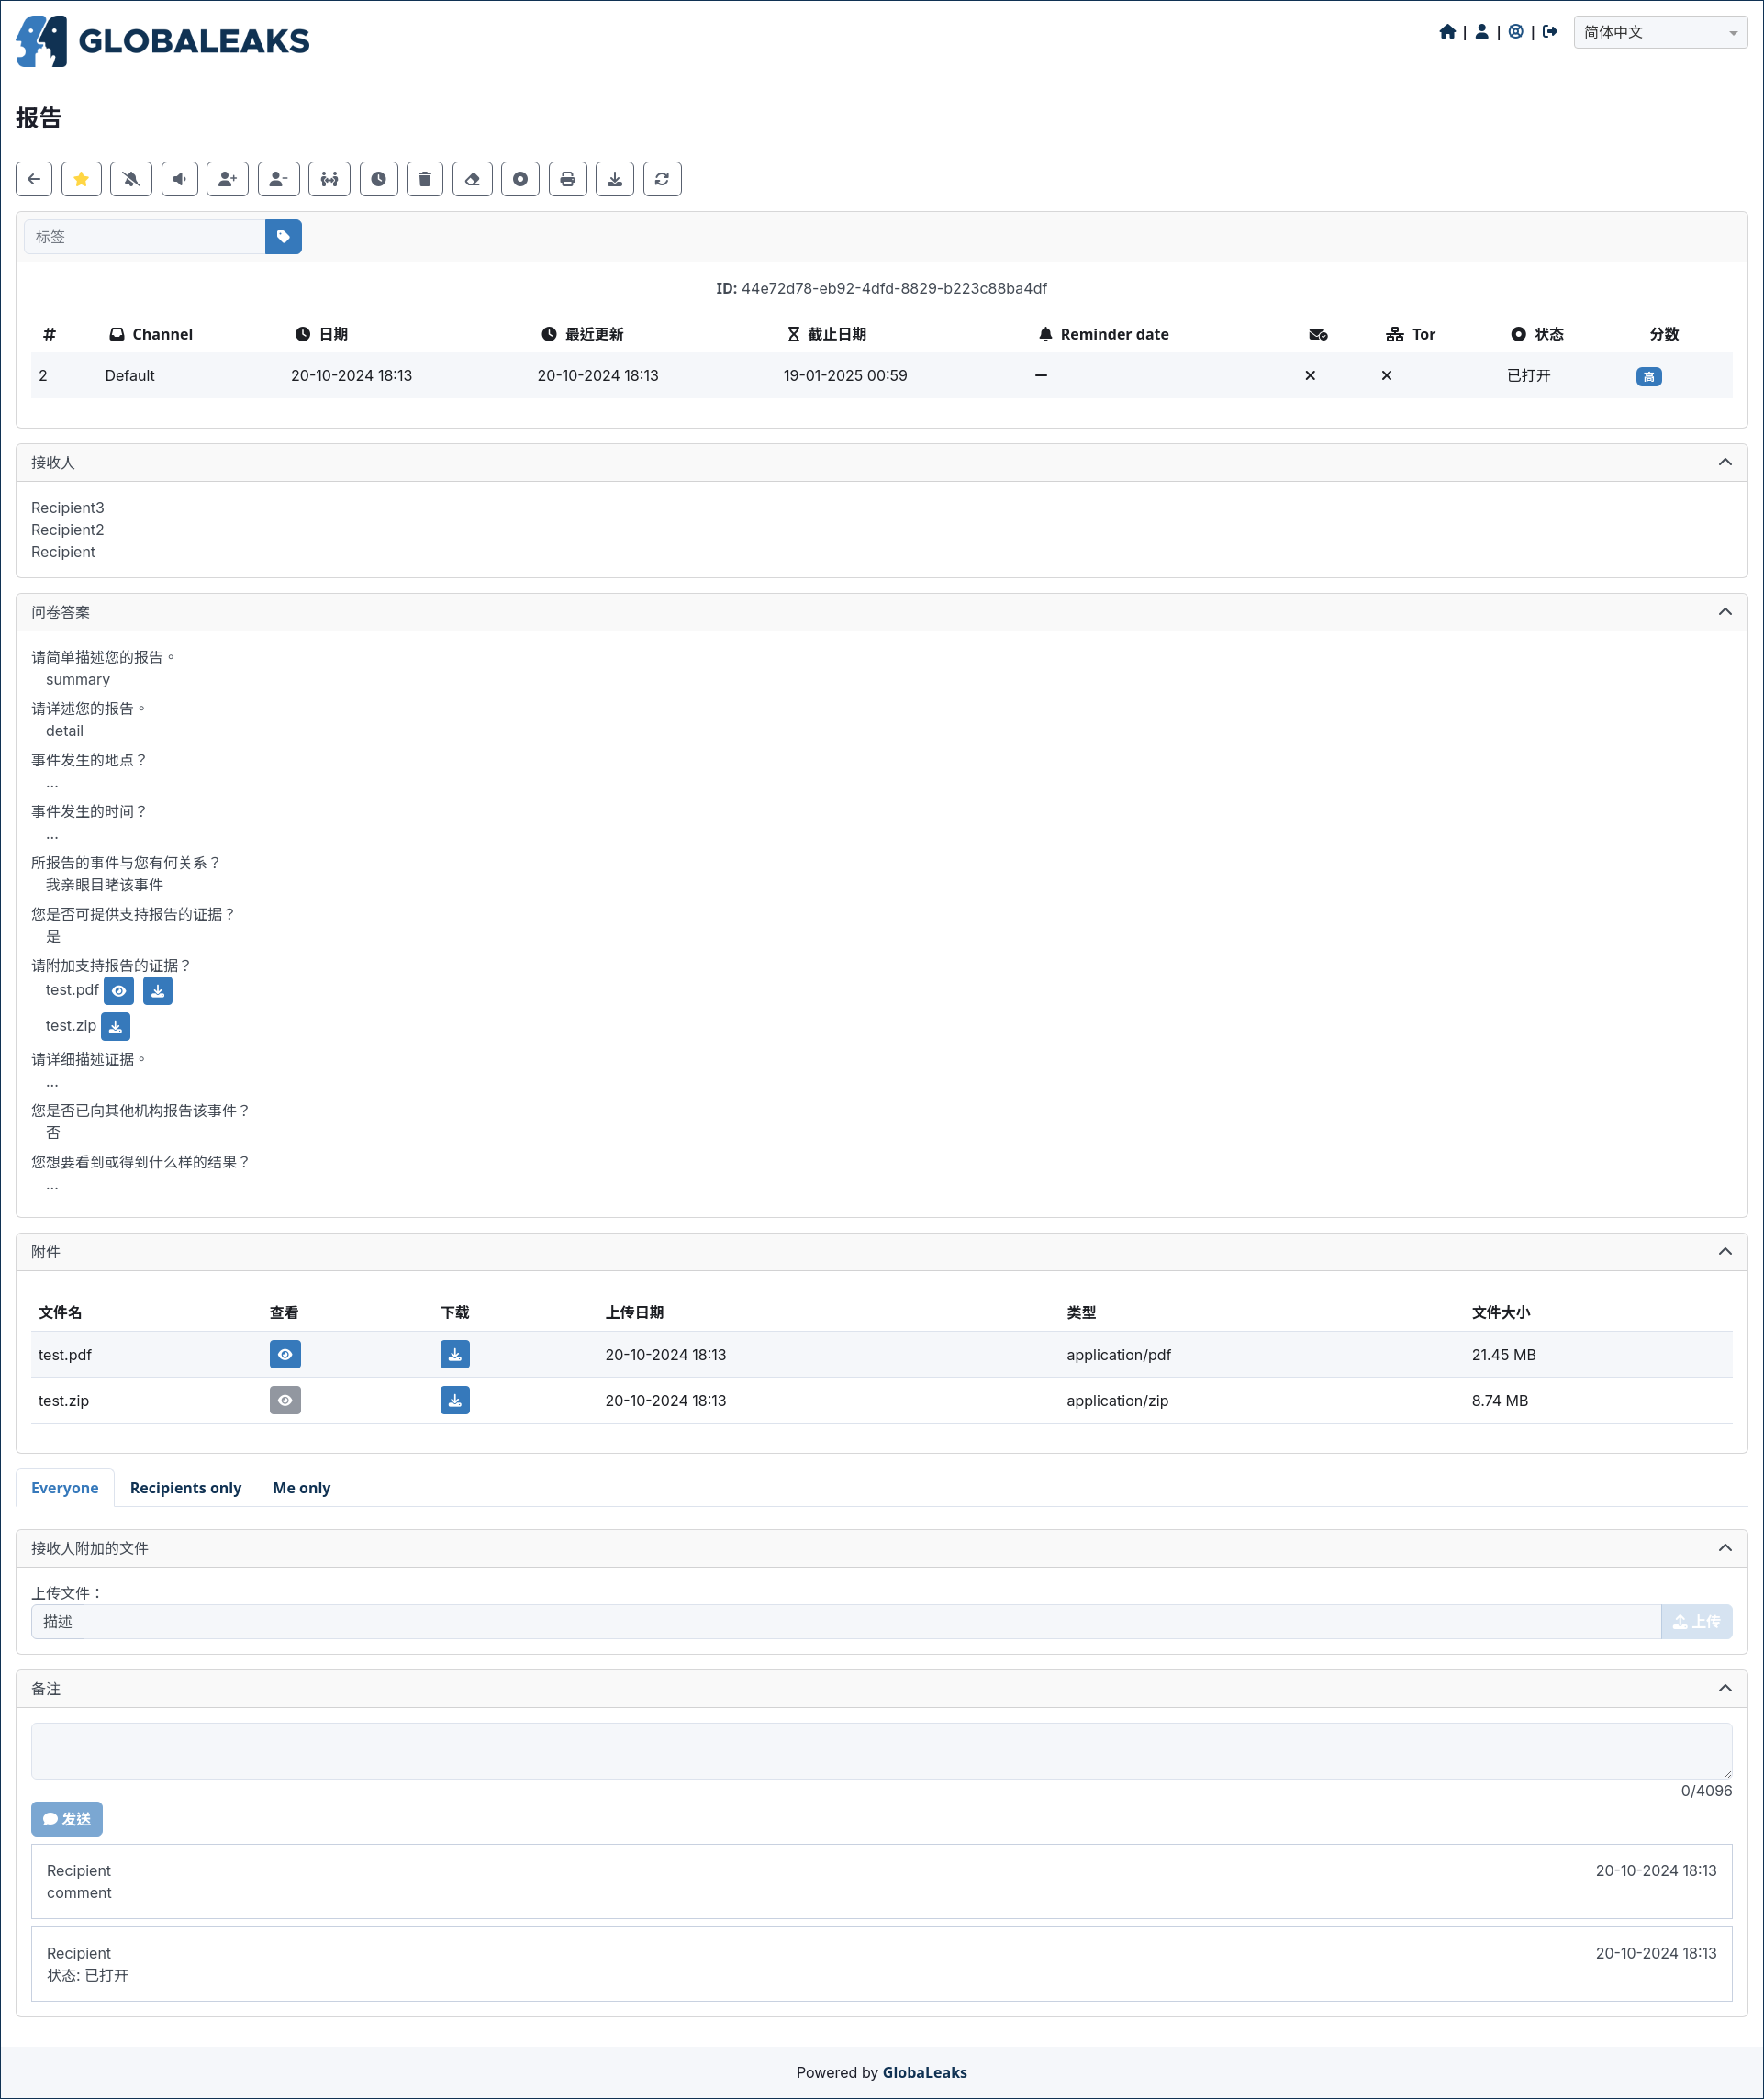 GLOBALEAKS
| | | 简体中文
报告
标签
ID: 44e72d78-eb92-4dfd-8829-b223c88ba4df
# Channel 日期 最近更新 截止日期 Reminder date Tor 状态 分数
2 Default 20-10-2024 18:13 20-10-2024 18:13 19-01-2025 00:59 — 已打开 高
接收人
Recipient3
Recipient2
Recipient
问卷答案
请简单描述您的报告。
summary
请详述您的报告。
detail
事件发生的地点？
...
事件发生的时间？
...
所报告的事件与您有何关系？
我亲眼目睹该事件
您是否可提供支持报告的证据？
是
请附加支持报告的证据？
test.pdf
test.zip
请详细描述证据。
...
您是否已向其他机构报告该事件？
否
您想要看到或得到什么样的结果？
...
附件
文件名 查看 下载 上传日期 类型 文件大小
test.pdf 20-10-2024 18:13 application/pdf 21.45 MB
test.zip 20-10-2024 18:13 application/zip 8.74 MB
Everyone Recipients only Me only
接收人附加的文件
上传文件：
描述 上传
备注
0/4096
发送
Recipient 20-10-2024 18:13
comment
Recipient 20-10-2024 18:13
状态: 已打开
Powered by GlobaLeaks